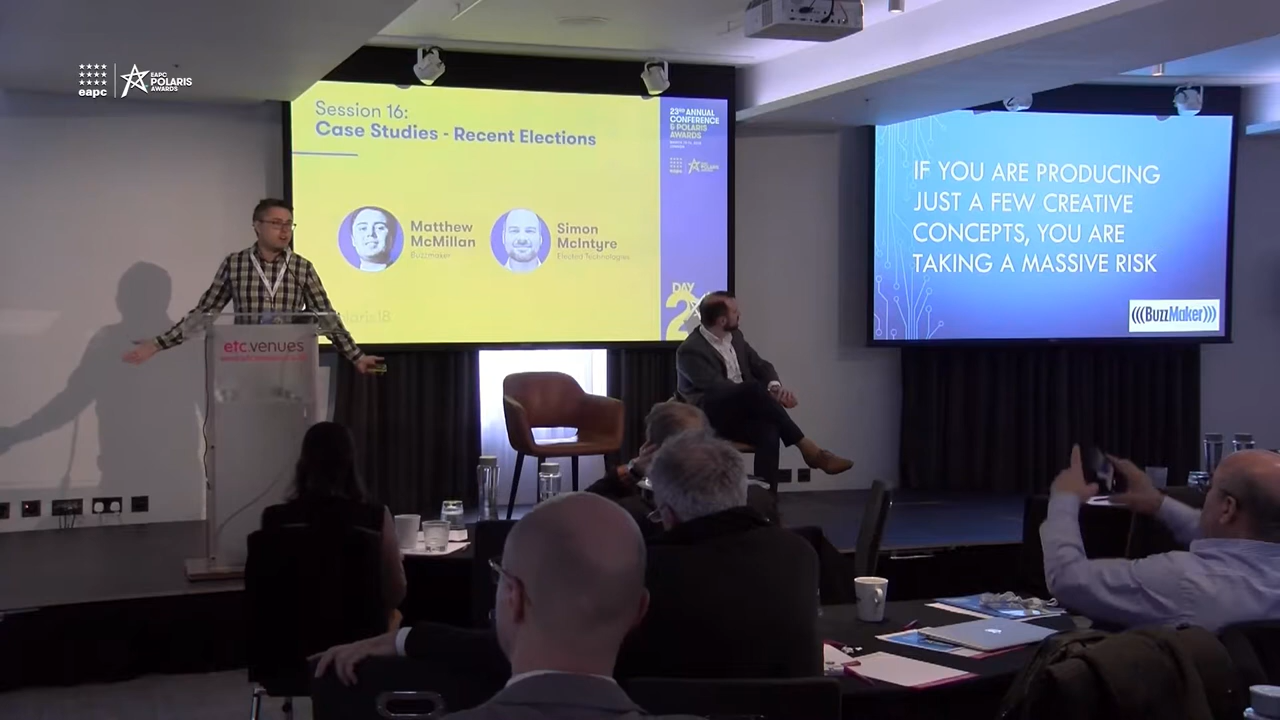 eapc
EAPC
POLARIS
AWARDS
Session 16:
Case Studies - Recent Elections
Matthew
McMillan
Buzzmaker
Simon
McIntyre
Elected Technologies
23RD ANNUAL
CONFERENCE
& POLARIS
AWARDS
DAY
2
etc.venues
IF YOU ARE PRODUCING
JUST A FEW CREATIVE
CONCEPTS, YOU ARE
TAKING A MASSIVE RISK
(((BuzzMaker)))